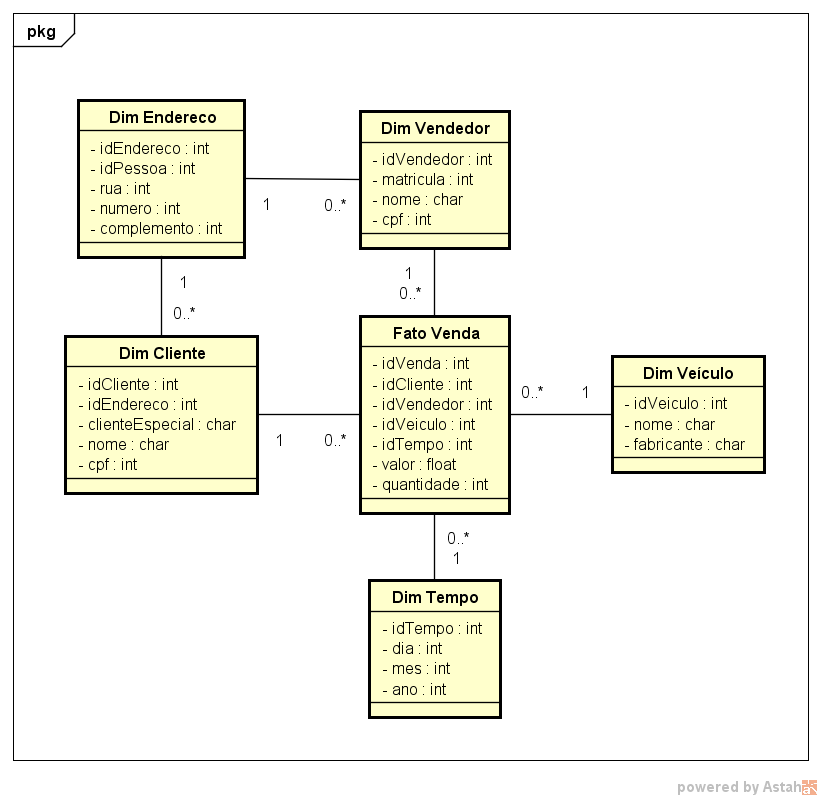 pkg
Dim Endereco
- idEndereco : int
- idPessoa : int
- rua : int
- numero : int
- complemento : int
Dim Vendedor
- idVendedor : int
- matricula : int
- nome : char
- cpf : int
1
0..*
1
0..*
1
0..*
Dim Cliente
- idCliente : int
- idEndereco : int
- clienteEspecial : char
- nome : char
- cpf : int
1
0..*
Fato Venda
- idVenda : int
- idCliente : int
- idVendedor : int
- idVeiculo : int
- idTempo : int
- valor : float
- quantidade : int
0..*
1
Dim Veículo
- idVeiculo : int
- nome : char
- fabricante : char
0..*
1
Dim Tempo
- idTempo : int
- dia : int
- mes : int
- ano : int
powered by Astah